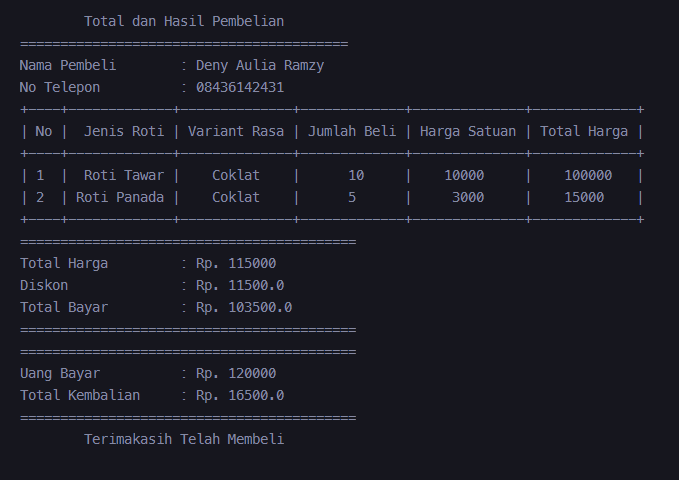 Total dan Hasil Pembelian
=========================================
Nama Pembeli        : Deny Aulia Ramzy
No Telepon          : 08436142431
+----+-------------+--------------+-------------+--------------+-------------+
| No |  Jenis Roti | Variant Rasa | Jumlah Beli | Harga Satuan | Total Harga |
+----+-------------+--------------+-------------+--------------+-------------+
| 1  |  Roti Tawar |    Coklat    |      10     |    10000     |    100000   |
| 2  | Roti Panada |    Coklat    |      5      |     3000     |    15000    |
+----+-------------+--------------+-------------+--------------+-------------+
==========================================
Total Harga         : Rp. 115000
Diskon              : Rp. 11500.0
Total Bayar         : Rp. 103500.0
==========================================
==========================================
Uang Bayar          : Rp. 120000
Total Kembalian     : Rp. 16500.0
==========================================
Terimakasih Telah Membeli